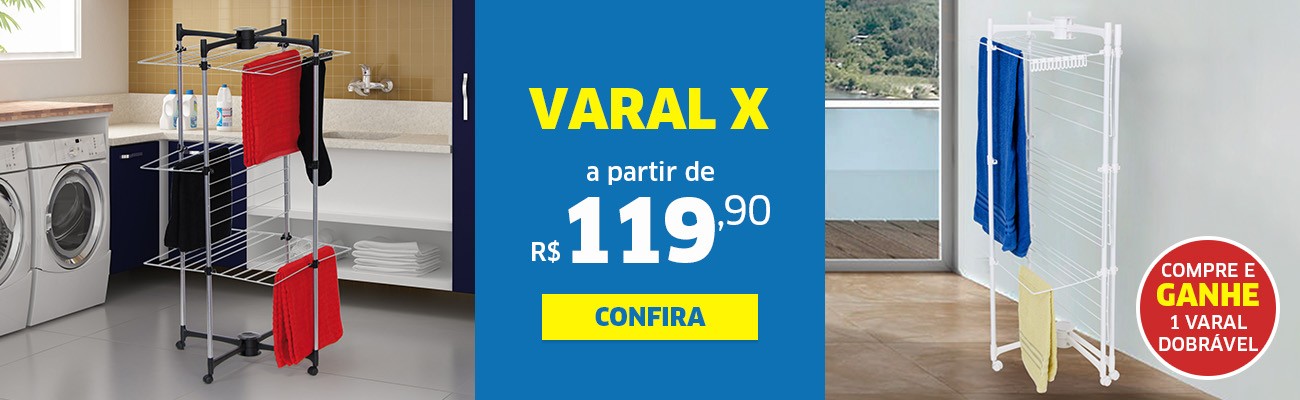 VARAL X
a partir de
R$ 119,90
CONFIRA
COMPRE E
GANHE
1 VARAL
DOBRÁVEL